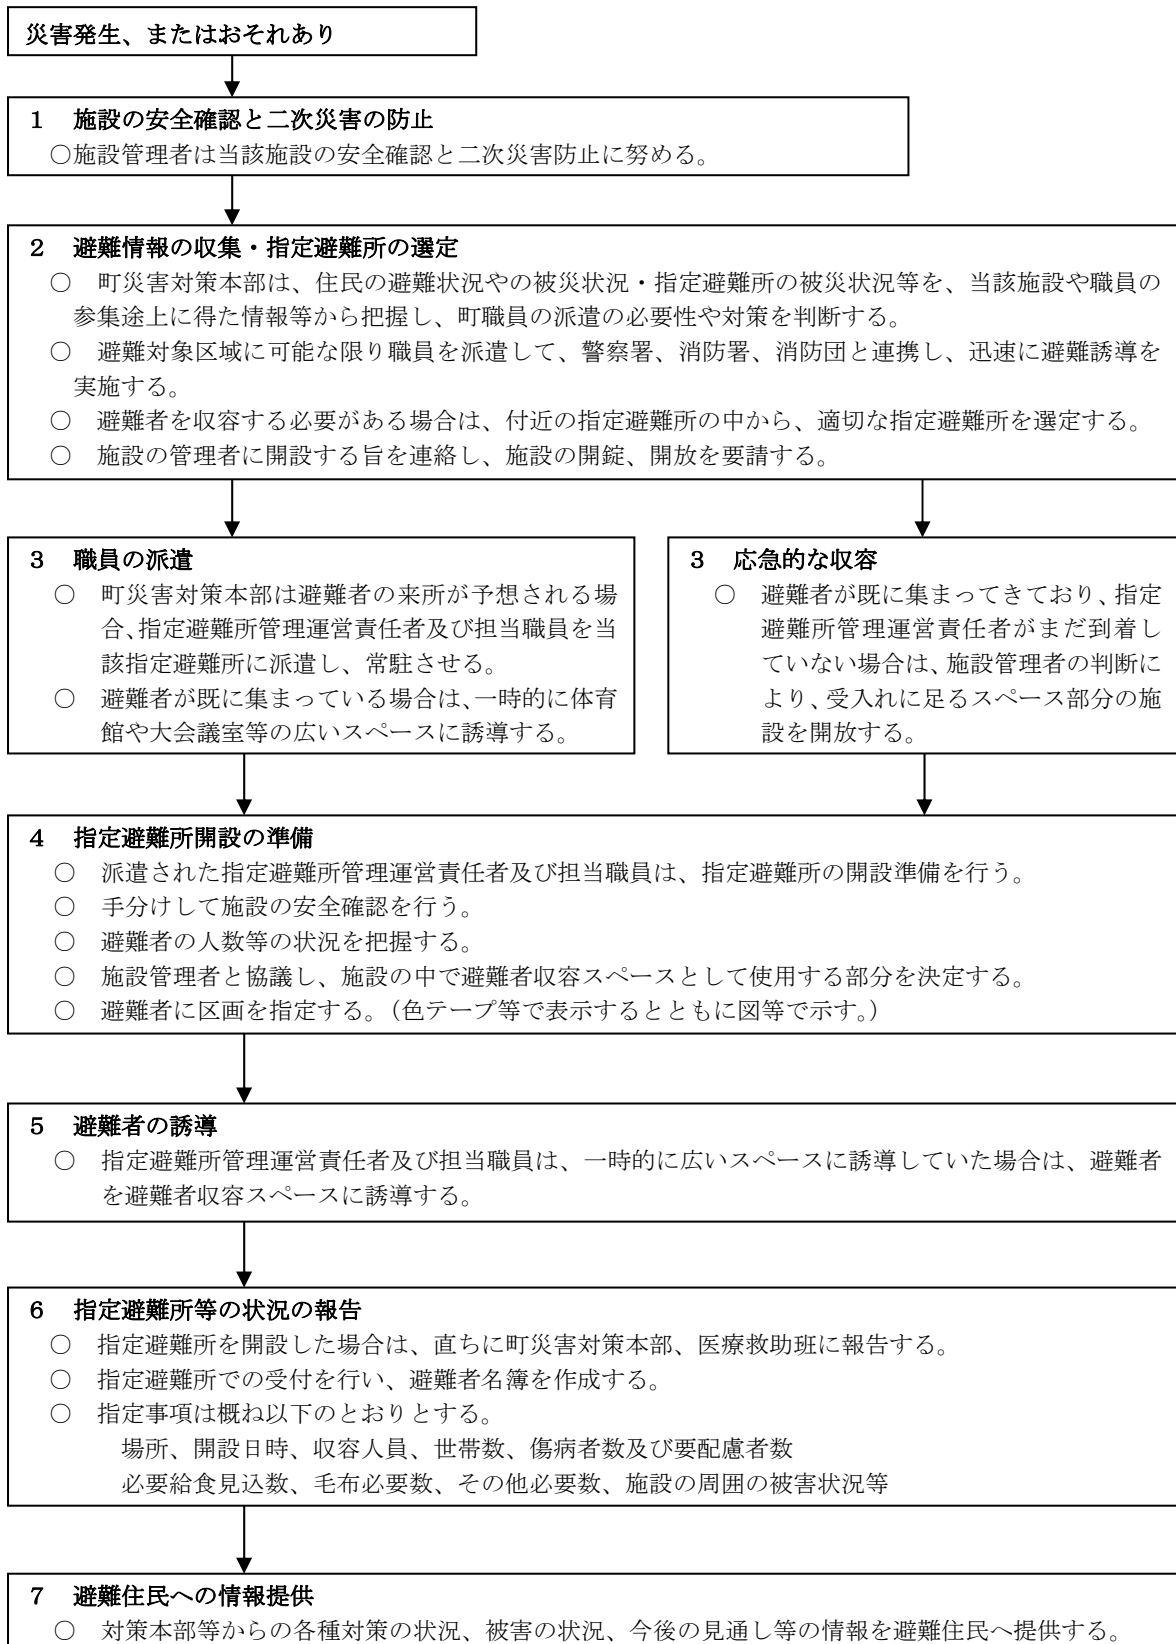 災害発生、またはおそれあり
1 施設の安全確認と二次災害の防止
○施設管理者は当該施設の安全確認と二次災害防止に努める。
2 避難情報の収集・指定避難所の選定
○ 町災害対策本部は、住民の避難状況やの被災状況・指定避難所の被災状況等を、当該施設や職員の
参集途上に得た情報等から把握し、町職員の派遣の必要性や対策を判断する。
○ 避難対象区域に可能な限り職員を派遣して、警察署、消防署、消防団と連携し、迅速に避難誘導を
実施する。
○ 避難者を収容する必要がある場合は、付近の指定避難所の中から、適切な指定避難所を選定する。
○ 施設の管理者に開設する旨を連絡し、施設の開錠、開放を要請する。
3 職員の派遣
○ 町災害対策本部は避難者の来所が予想される場
合、指定避難所管理運営責任者及び担当職員を当
該指定避難所に派遣し、常駐させる。
○ 避難者が既に集まっている場合は、一時的に体育
館や大会議室等の広いスペースに誘導する。
3 応急的な収容
○ 避難者が既に集まってきており、指定
避難所管理運営責任者がまだ到着し
ていない場合は、施設管理者の判断に
より、受入れに足るスペース部分の施
設を開放する。
4 指定避難所開設の準備
○ 派遣された指定避難所管理運営責任者及び担当職員は、指定避難所の開設準備を行う。
○ 手分けして施設の安全確認を行う。
○ 避難者の人数等の状況を把握する。
○ 施設管理者と協議し、施設の中で避難者収容スペースとして使用する部分を決定する。
○ 避難者に区画を指定する。（色テープ等で表示するとともに図等で示す。）
5 避難者の誘導
○ 指定避難所管理運営責任者及び担当職員は、一時的に広いスペースに誘導していた場合は、避難者
を避難者収容スペースに誘導する。
6 指定避難所等の状況の報告
○ 指定避難所を開設した場合は、直ちに町災害対策本部、医療救助班に報告する。
○ 指定避難所での受付を行い、避難者名簿を作成する。
○ 指定事項は概ね以下のとおりとする。
場所、開設日時、収容人員、世帯数、傷病者数及び要配慮者数
必要給食見込数、毛布必要数、その他必要数、施設の周囲の被害状況等
7 避難住民への情報提供
○ 対策本部等からの各種対策の状況、被害の状況、今後の見通し等の情報を避難住民へ提供する。